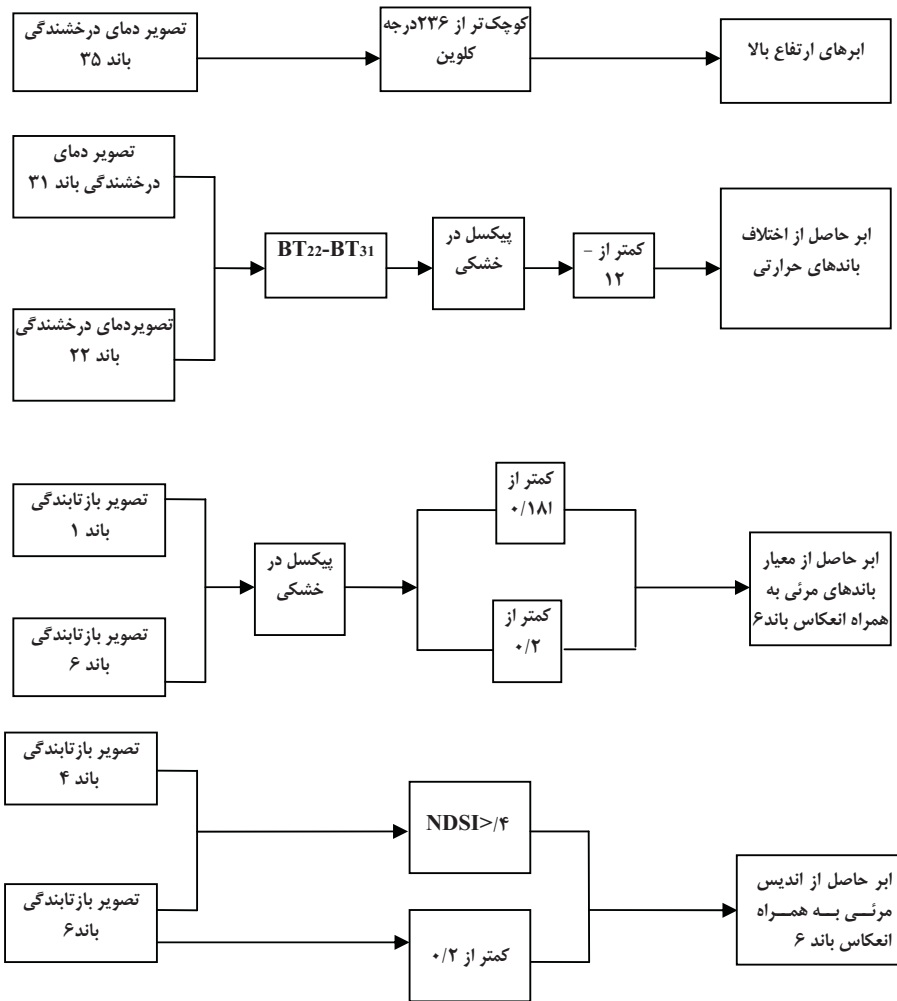 تصویر دمای درخشندگی
باند ۳۵
کوچک‌تر از ۲۳۶درجه
کلوین
ابرهای ارتفاع بالا
تصویر دمای
درخشندگی باند ۳۱
تصویردمای درخشندگی
باند ۲۲
BT22-BT31
پیکسل در
خشکی
کمتر از –
۱۲
ابر حاصل از اختلاف
باندهای حرارتی
تصویر بازتابندگی
باند ۱
تصویر بازتابندگی
باند ۶
پیکسل در
خشکی
کمتر از
۰/۱۸۱
کمتر از
۰/۲
ابر حاصل از معیار
باندهای مرئی به
همراه انعکاس باند۶
تصویر بازتابندگی
باند ۴
تصویر بازتابندگی
باند۶
NDSI>/۴
کمتر از ۰/۲
ابر حاصل از اندیس
مرئـــی بـــه همـــراه
انعکاس باند ۶